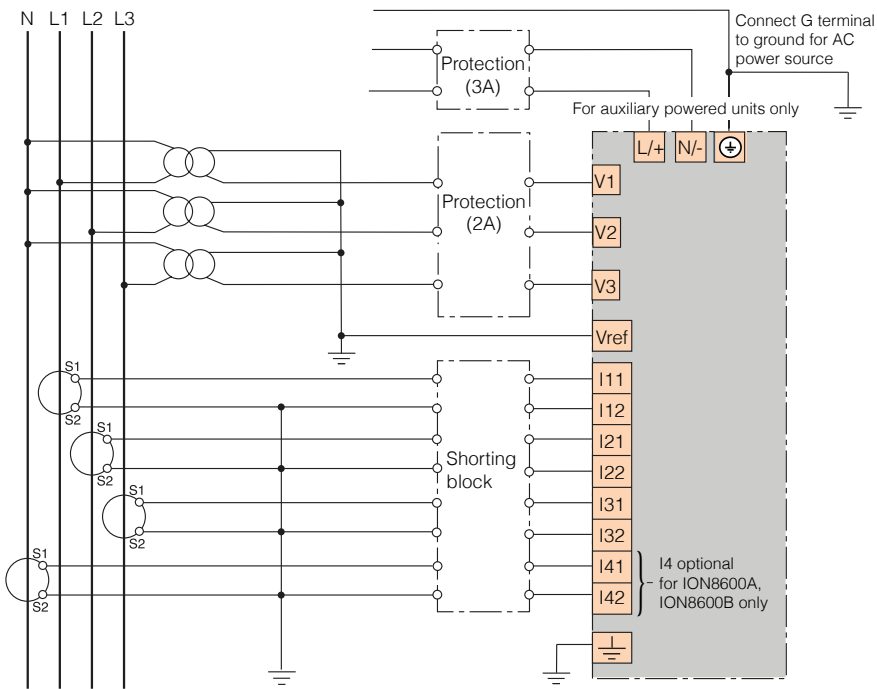 N L1 L2 L3
Connect G terminal
to ground for AC
power source
Protection
(3A)
For auxiliary powered units only
L/+ N/-
Protection
(2A)
V1
V2
V3
Vref
S1
S2
S1
S2
S1
S2
S1
S2
Shorting
block
I11
I12
I21
I22
I31
I32
I41
I42
I4 optional
for ION8600A,
ION8600B only